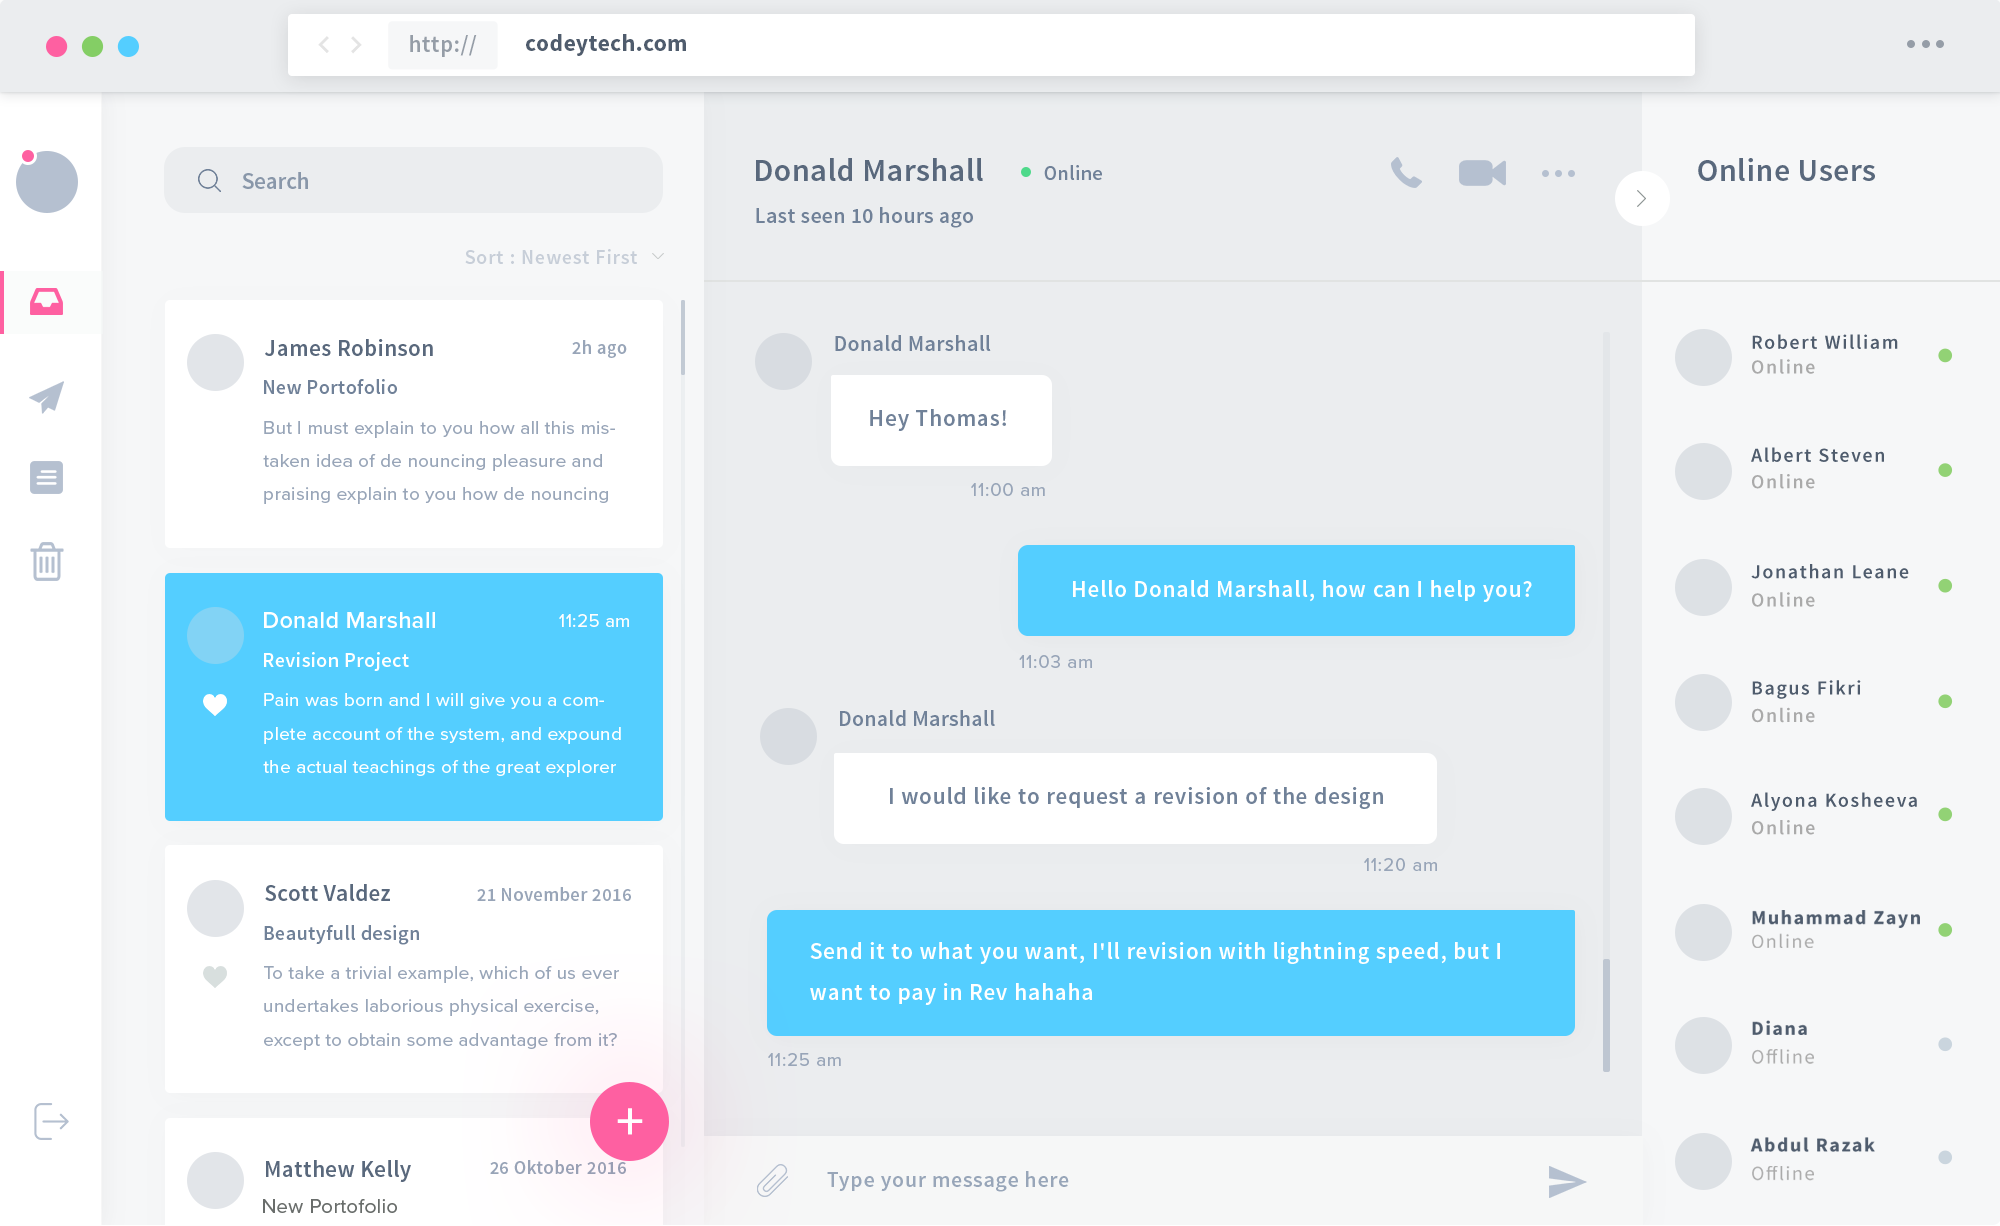 http://
codeytech.com
Search
Sort : Newest First
James Robinson
2h ago
New Portofolio
But I must explain to you how all this mis-
taken idea of de nouncing pleasure and
praising explain to you how de nouncing
Donald Marshall
11:25 am
Revision Project
Pain was born and I will give you a com-
plete account of the system, and expound
the actual teachings of the great explorer
Scott Valdez
21 November 2016
Beautyfull design
To take a trivial example, which of us ever
undertakes laborious physical exercise,
except to obtain some advantage from it?
Matthew Kelly
26 Oktober 2016
New Portofolio
Donald Marshall
Online
Last seen 10 hours ago
Donald Marshall
Hey Thomas!
11:00 am
Hello Donald Marshall, how can I help you?
11:03 am
Donald Marshall
I would like to request a revision of the design
11:20 am
Send it to what you want, I'll revision with lightning speed, but I
want to pay in Rev hahaha
11:25 am
Type your message here
Online Users
Robert William
Online
Albert Steven
Online
Jonathan Leane
Online
Bagus Fikri
Online
Alyona Kosheeva
Online
Muhammad Zayn
Online
Diana
Offline
Abdul Razak
Offline